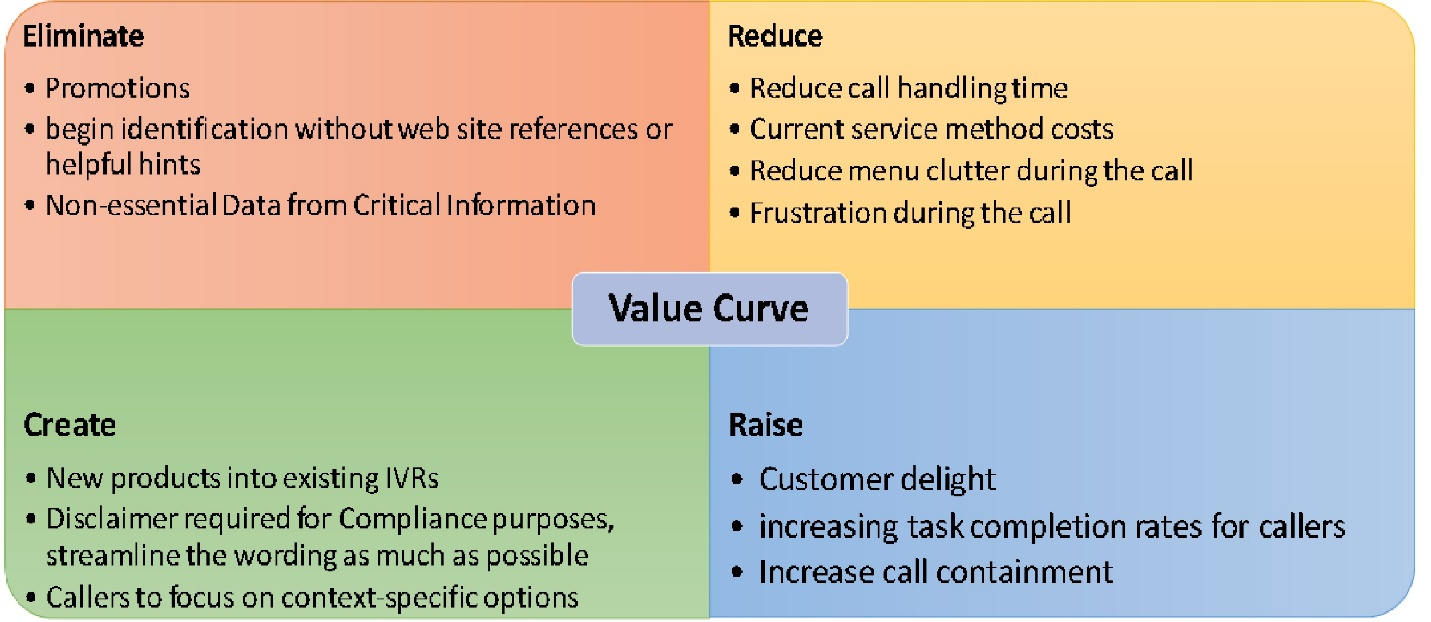 Eliminate
• Promotions
• begin identification without web site references or
helpful hints
• Non-essential Data from Critical Information
Reduce
• Reduce call handling time
• Current service method costs
• Reduce menu clutter during the call
• Frustration during the call
Value Curve
Create
• New products into existing IVRs
• Disclaimer required for Compliance purposes,
streamline the wording as much as possible
• Callers to focus on context-specific options
Raise
• Customer delight
• increasing task completion rates for callers
• Increase call containment